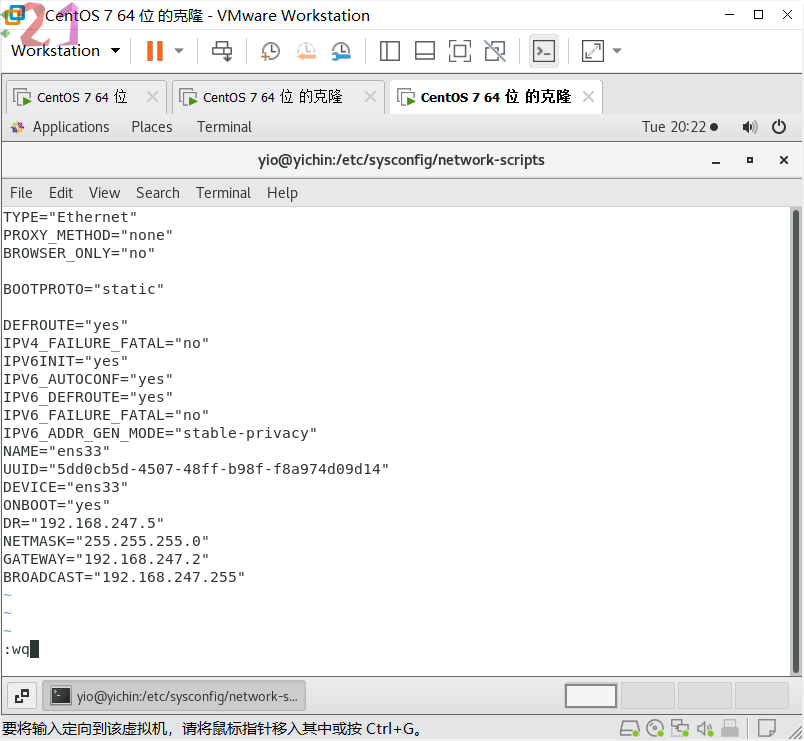 21
CentOS 7 64 位 的克隆 - VMware Workstation
Workstation
CentOS 7 64 位
CentOS 7 64 位 的克隆
CentOS 7 64 位 的克隆
Applications Places Terminal Tue 20:22
yio@yichin:/etc/sysconfig/network-scripts
File Edit View Search Terminal Help
TYPE="Ethernet"
PROXY_METHOD="none"
BROWSER_ONLY="no"
BOOTPROTO="static"
DEFROUTE="yes"
IPV4_FAILURE_FATAL="no"
IPV6INIT="yes"
IPV6_AUTOCONF="yes"
IPV6_DEFROUTE="yes"
IPV6_FAILURE_FATAL="no"
IPV6_ADDR_GEN_MODE="stable-privacy"
NAME="ens33"
UUID="5dd0cb5d-4507-48ff-b98f-f8a974d09d14"
DEVICE="ens33"
ONBOOT="yes"
DR="192.168.247.5"
NETMASK="255.255.255.0"
GATEWAY="192.168.247.2"
BROADCAST="192.168.247.255"
~
~
~
:wq
yio@yichin:/etc/sysconfig/network-s...
要将输入定向到该虚拟机，请将鼠标指针移入其中或按 Ctrl+G。